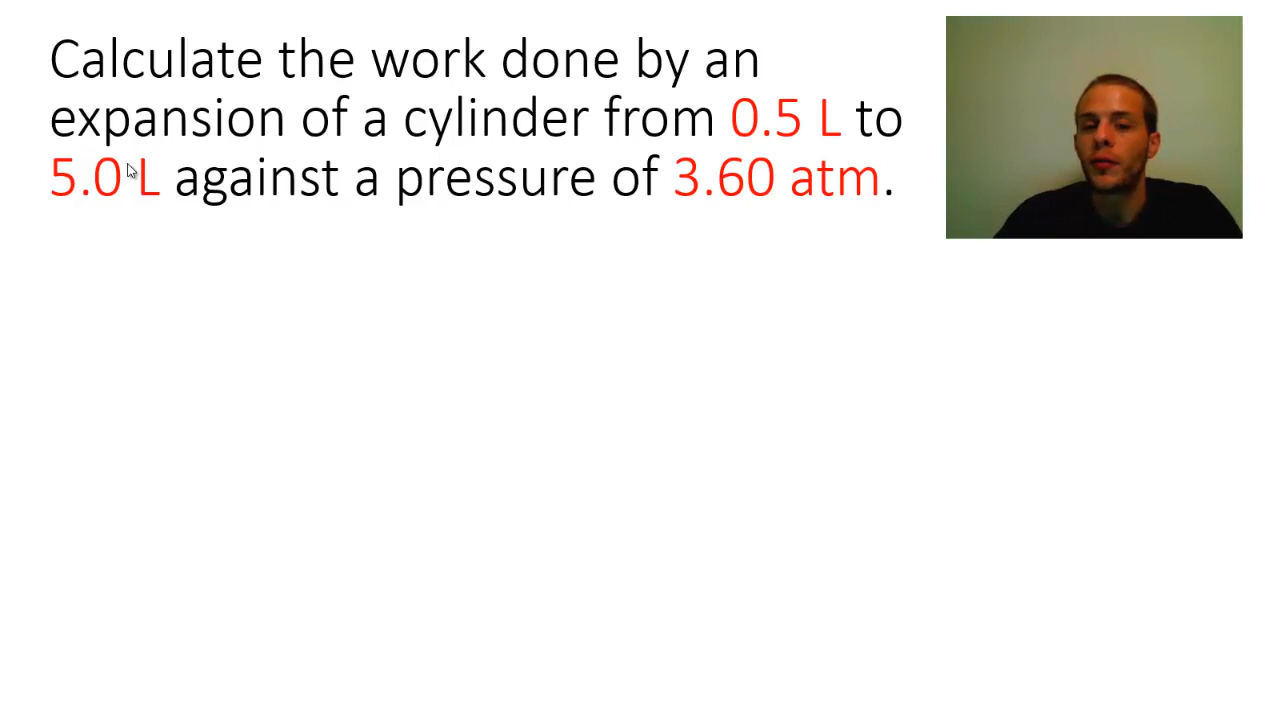 Calculate the work done by an
expansion of a cylinder from 0.5 L to
5.0 L against a pressure of 3.60 atm.